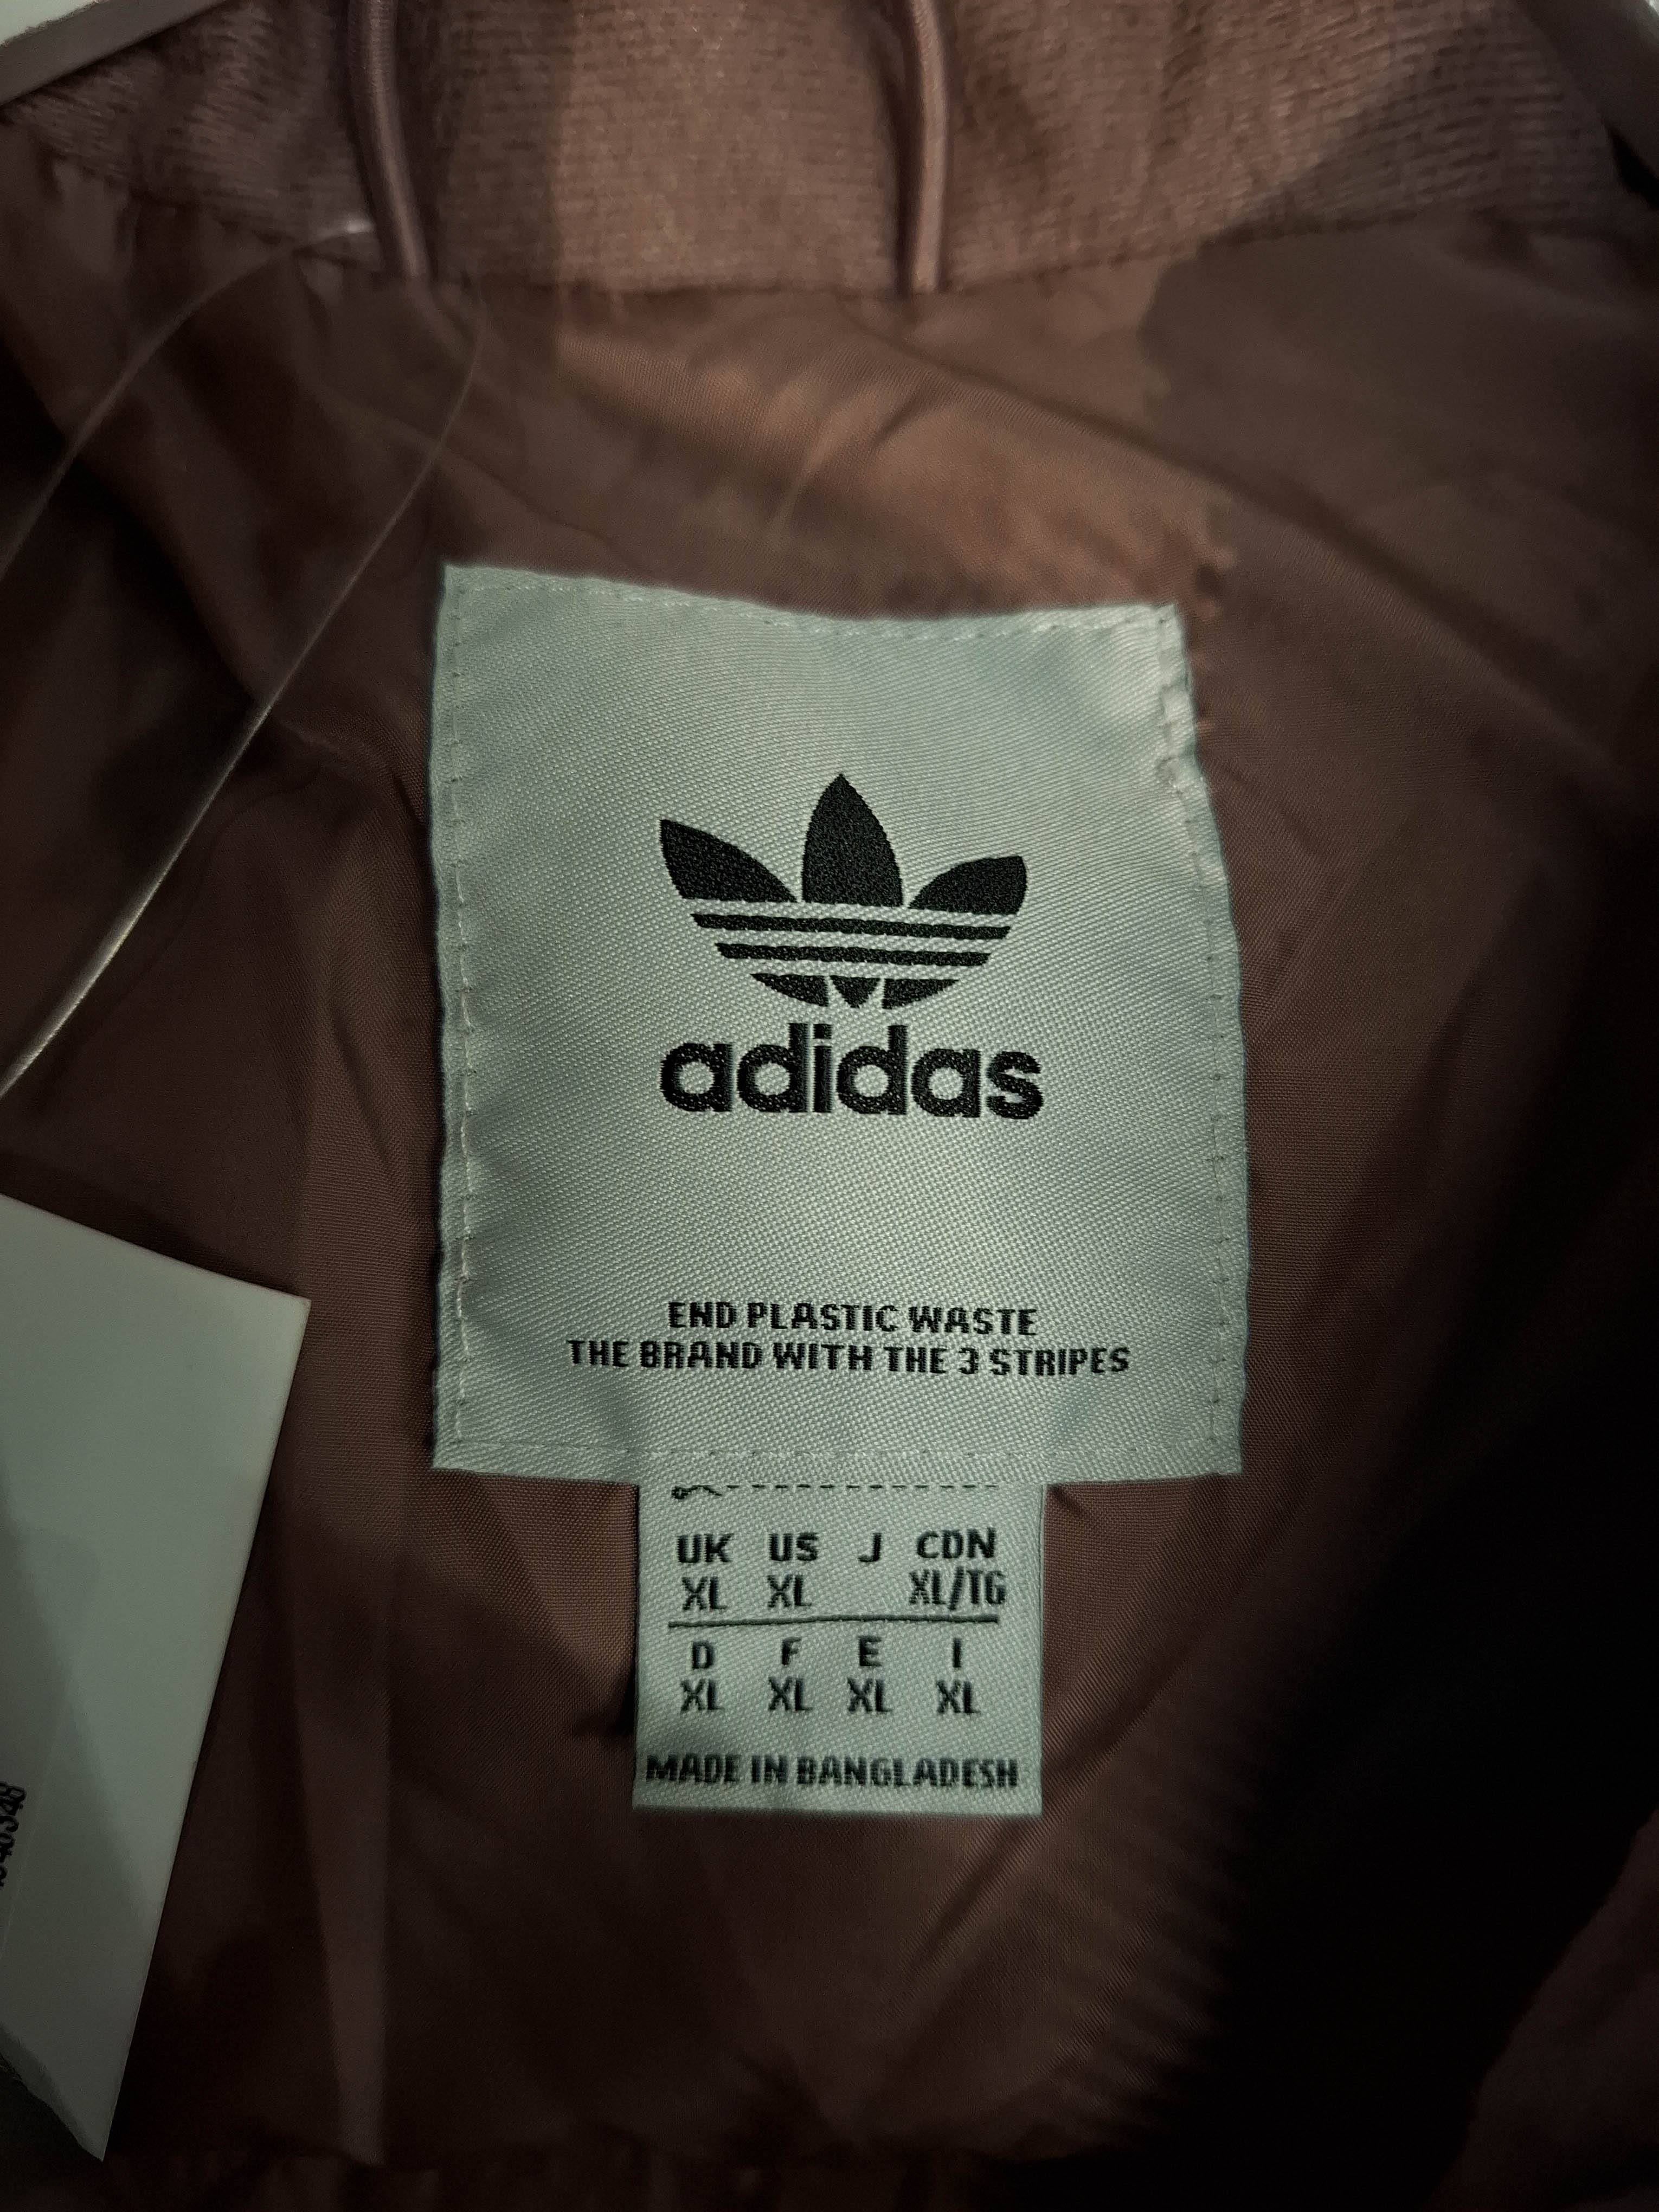 adidas
END PLASTIC WASTE
THE BRAND WITH THE 3 STRIPES
UK US J CDN
XL XL XL/TG
D F E I
XL XL XL XL
MADE IN BANGLADESH